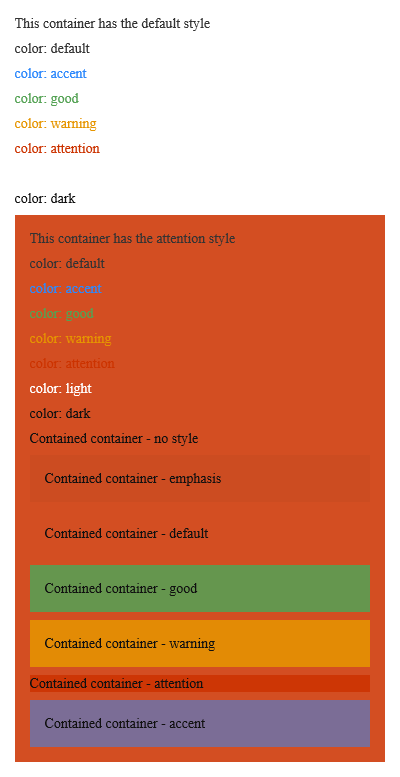 This container has the default style
color: default
color: accent
color: good
color: warning
color: attention
color: dark
This container has the attention style
color: default
color: accent
color: good
color: warning
color: attention
color: light
color: dark
Contained container - no style
Contained container - emphasis
Contained container - default
Contained container - good
Contained container - warning
Contained container - attention
Contained container - accent